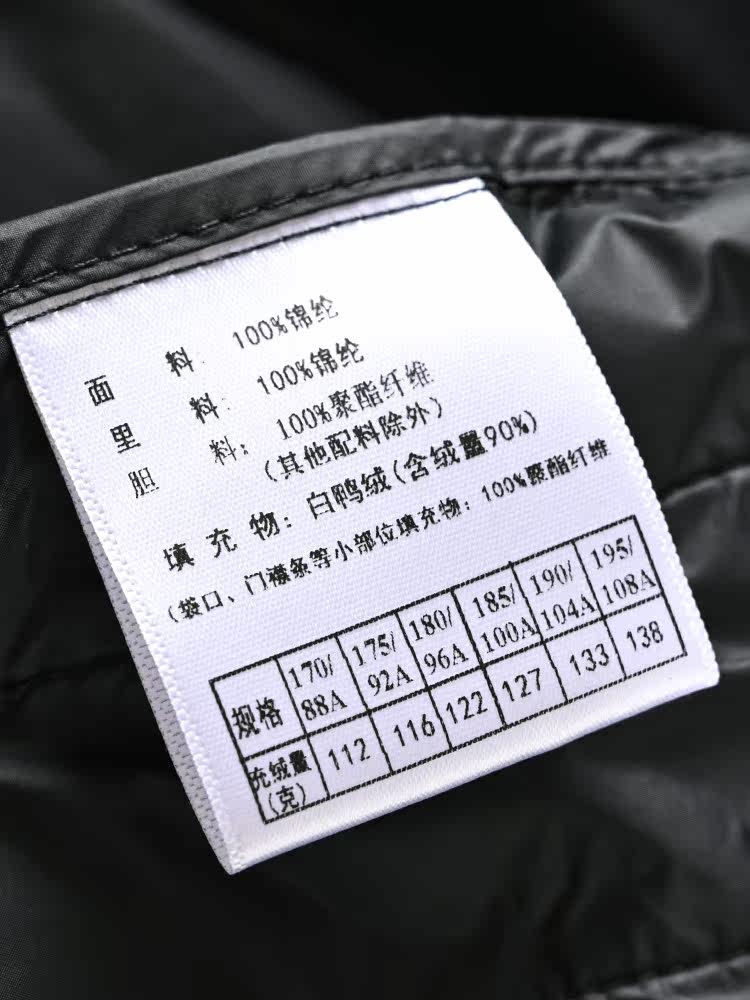 面 料: 100%锦纶
里 料: 100%锦纶
胆 料: 100%聚酯纤维
(其他配料除外)
填 充 物: 白鸭绒(含绒量90%)
(袋口、门襟条等小部位填充物: 100%聚酯纤维
规格 170/88A 175/92A 180/96A 185/100A 190/104A 195/108A
充绒量(克) 112 116 122 127 133 138